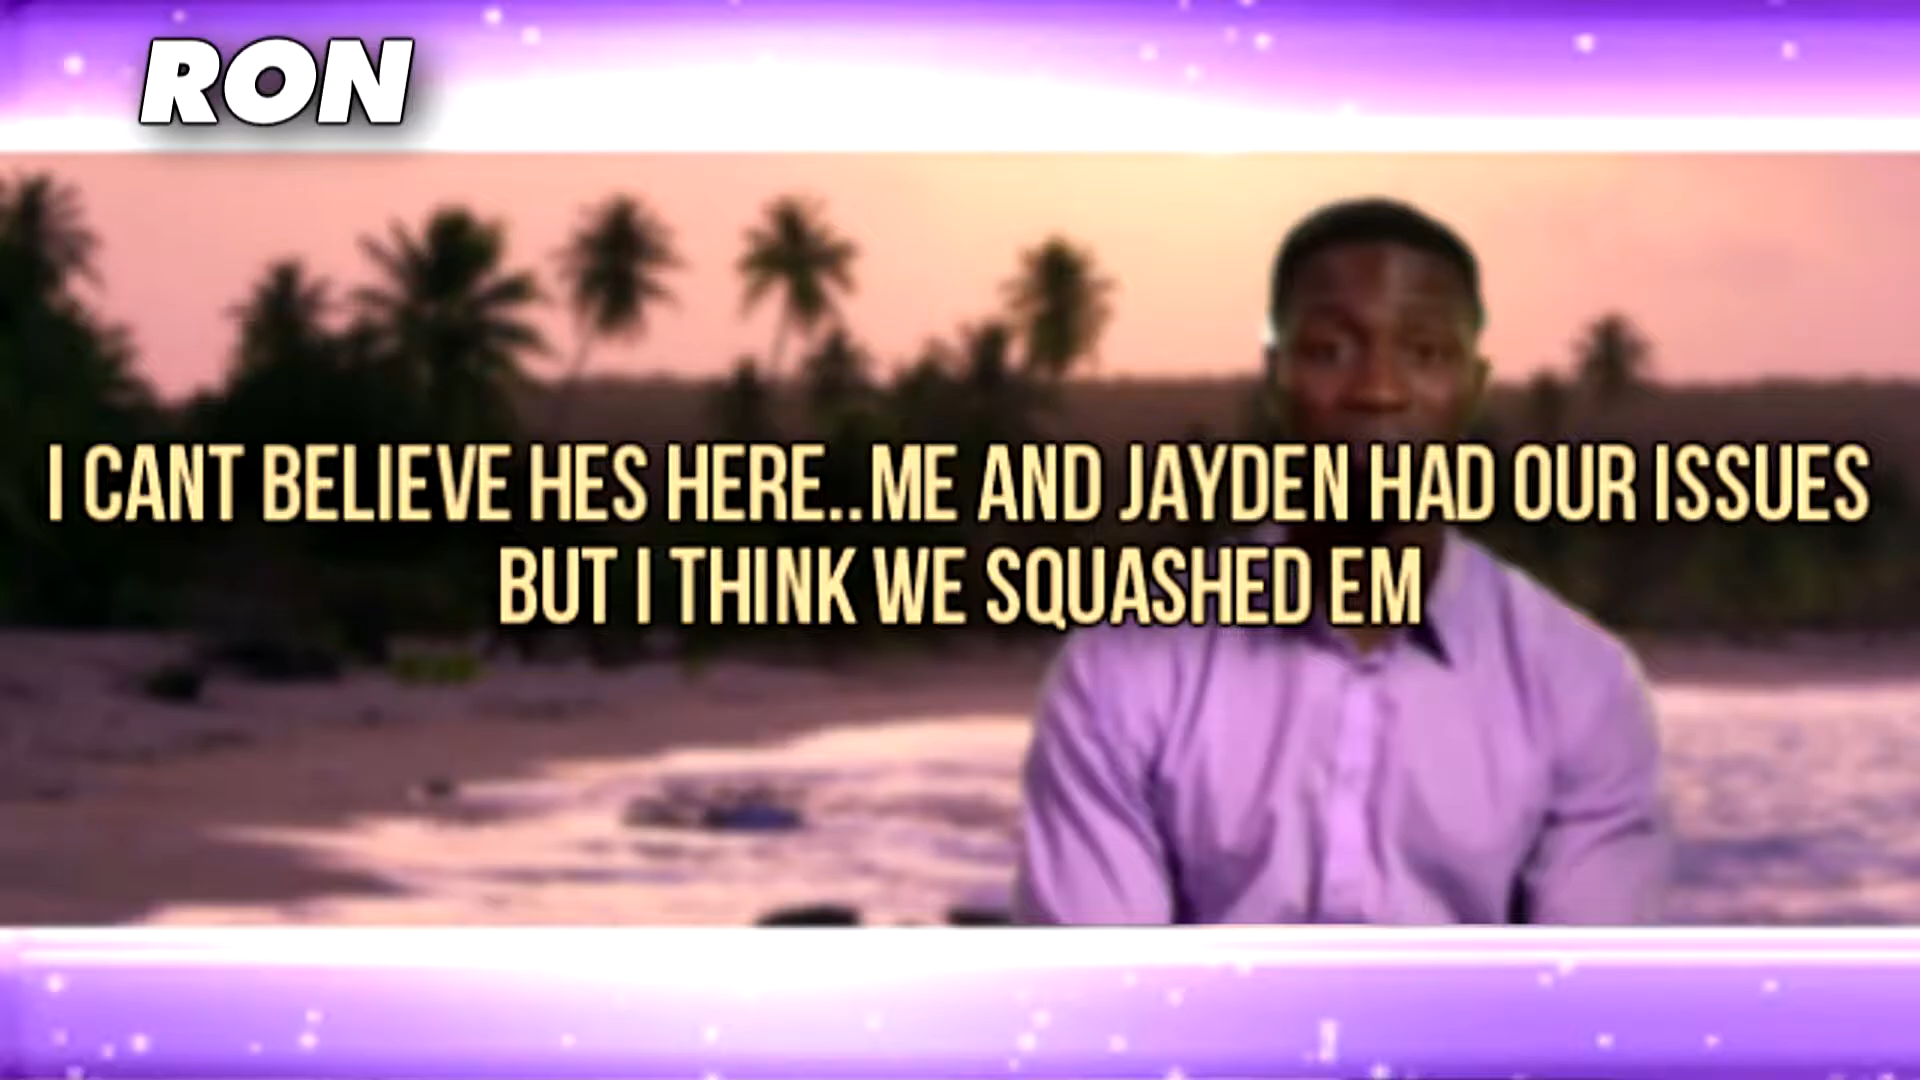 RON
I CANT BELIEVE HES HERE..ME AND JAYDEN HAD OUR ISSUES
BUT I THINK WE SQUASHED EM